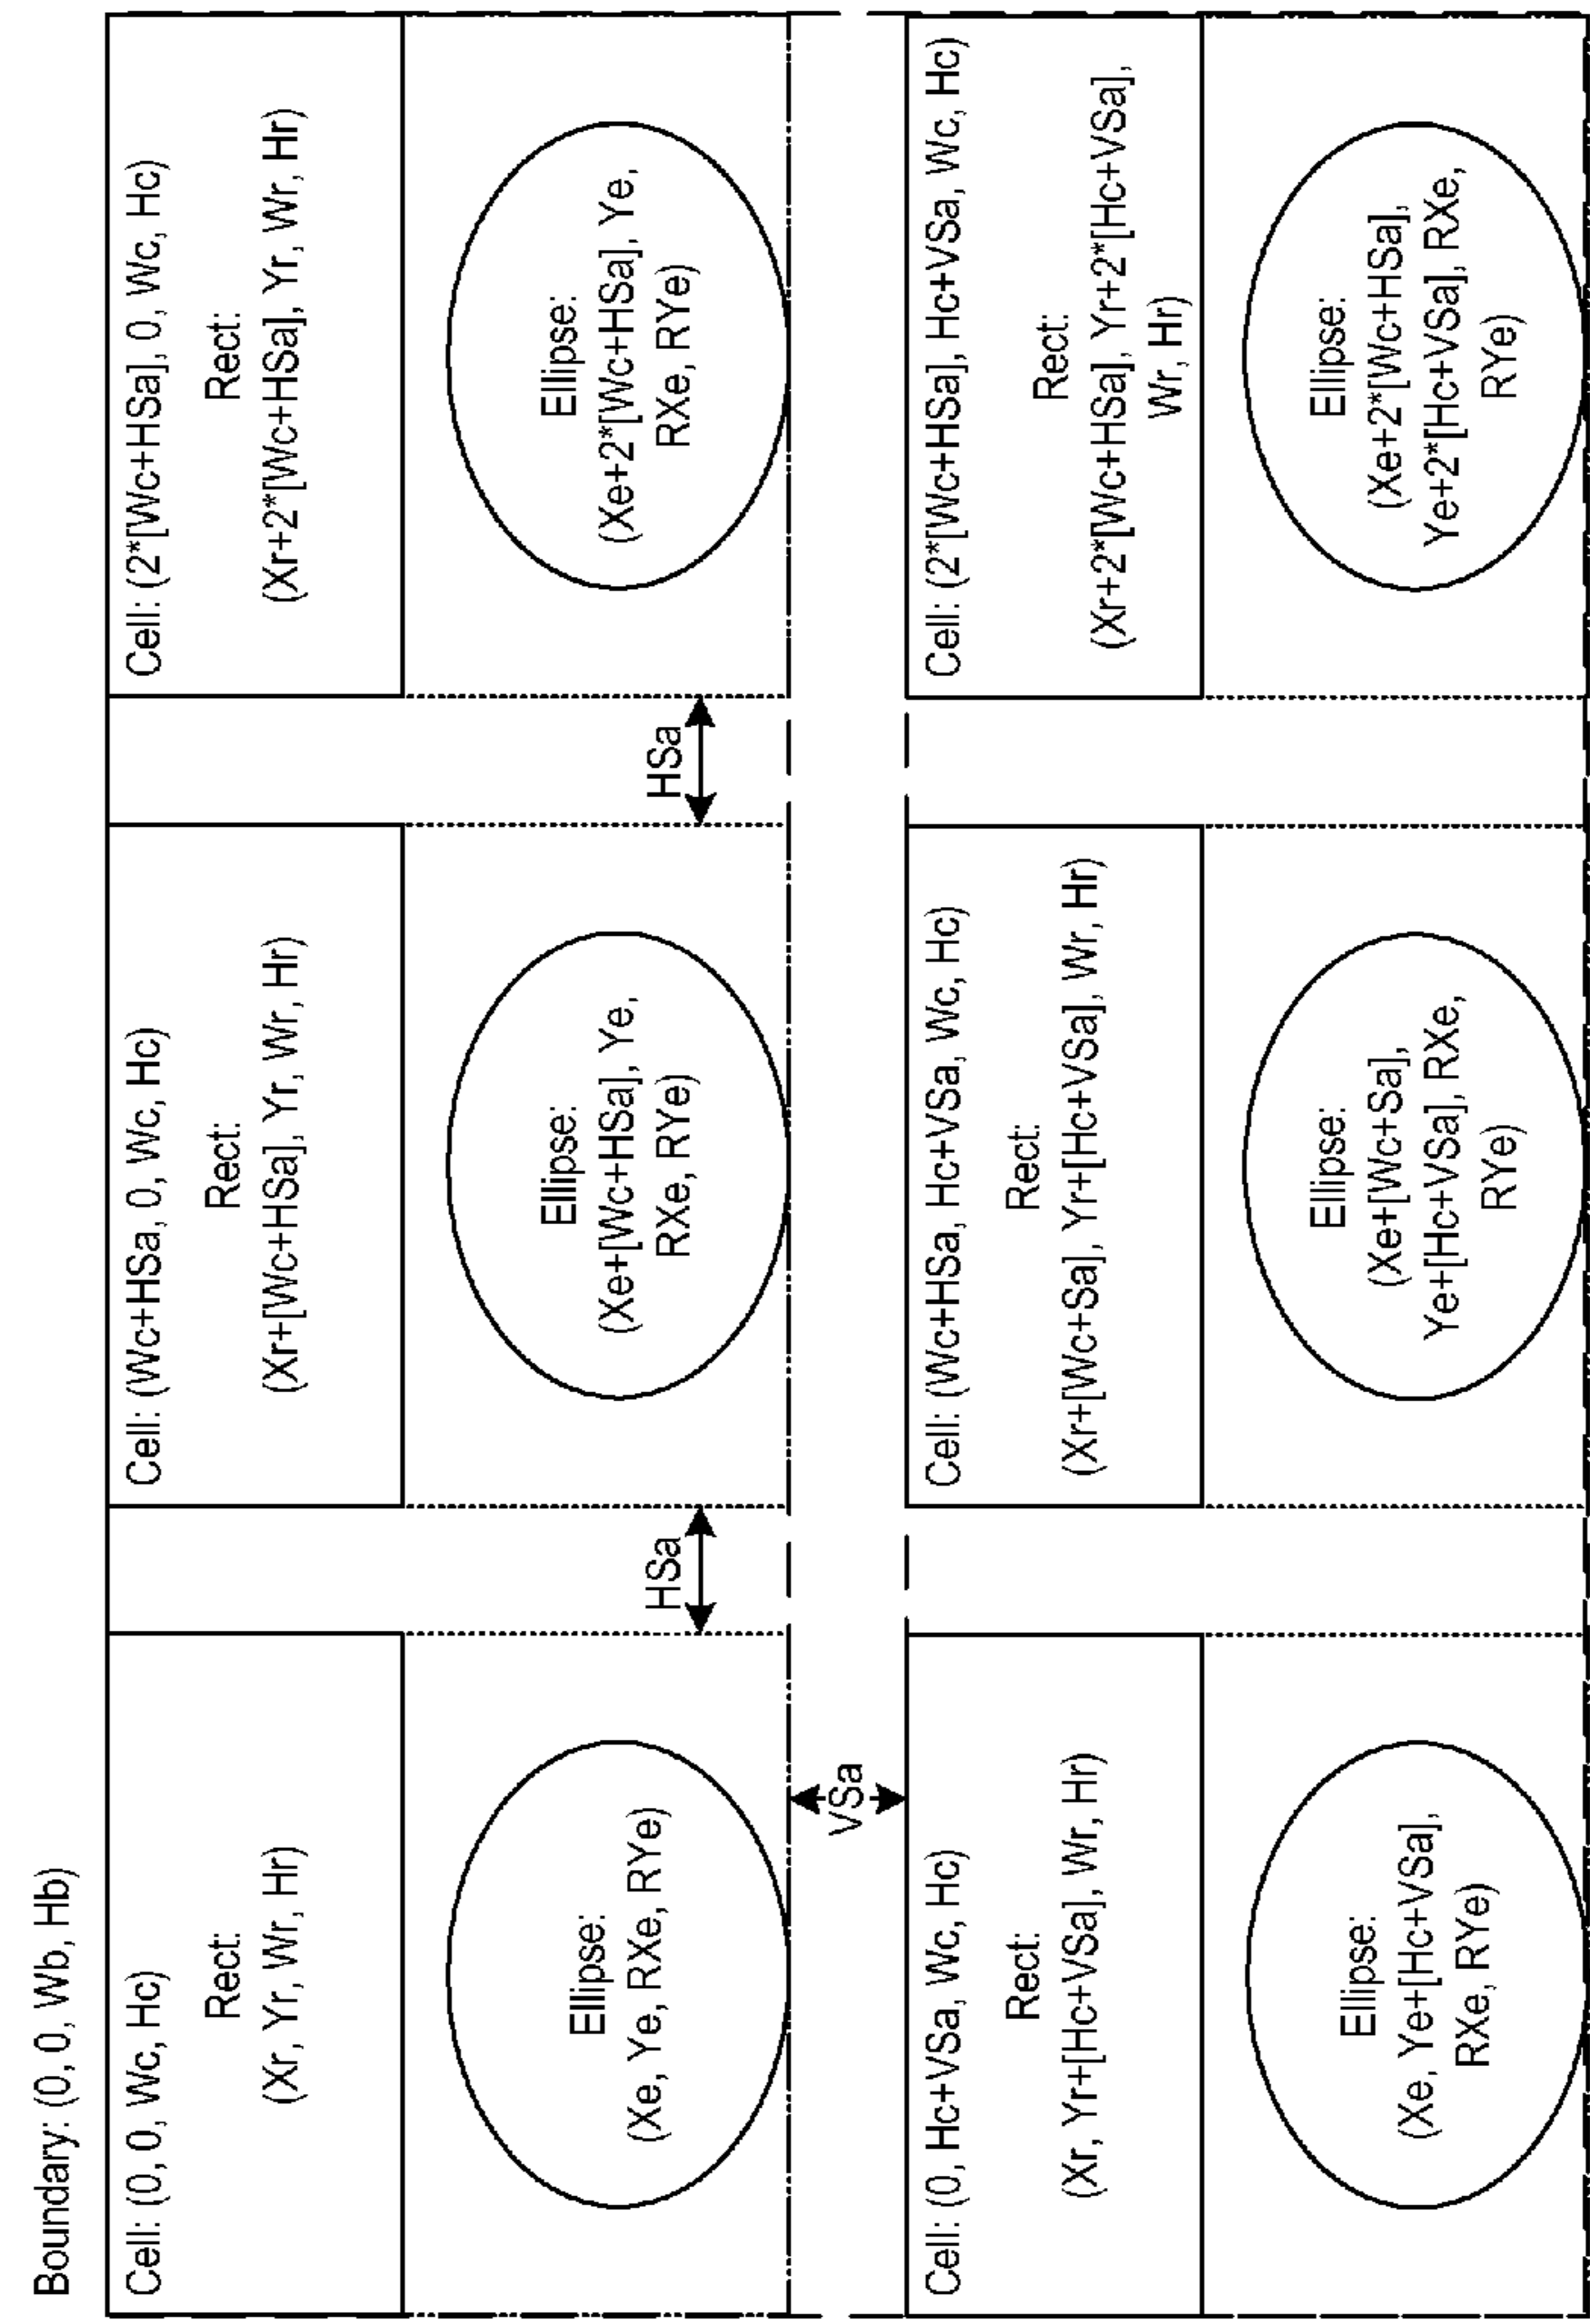 Boundary: (0, 0, Wb, Hb)
Cell: (0, 0, Wc, Hc)
Rect:
(Xr, Yr, Wr, Hr)
Ellipse:
(Xe, Ye, RXe, RYe)
HSa
Cell: (Wc+HSa, 0, Wc, Hc)
Rect:
(Xr+[Wc+HSa], Yr, Wr, Hr)
Ellipse:
(Xe+[Wc+HSa], Ye,
RXe, RYe)
HSa
Cell: (2*[Wc+HSa], 0, Wc, Hc)
Rect:
(Xr+2*[Wc+HSa], Yr, Wr, Hr)
Ellipse:
(Xe+2*[Wc+HSa], Ye,
RXe, RYe)
VSa
Cell: (0, Hc+VSa, Wc, Hc)
Rect:
(Xr, Yr+[Hc+VSa], Wr, Hr)
Ellipse:
(Xe, Ye+[Hc+VSa],
RXe, RYe)
Cell: (Wc+HSa, Hc+VSa, Wc, Hc)
Rect:
(Xr+[Wc+Sa], Yr+[Hc+VSa], Wr, Hr)
Ellipse:
(Xe+[Wc+Sa],
Ye+[Hc+VSa], RXe,
RYe)
Cell: (2*[Wc+HSa], Hc+VSa, Wc, Hc)
Rect:
(Xr+2*[Wc+HSa], Yr+2*[Hc+VSa],
Wr, Hr)
Ellipse:
(Xe+2*[Wc+HSa],
Ye+2*[Hc+VSa], RXe,
RYe)